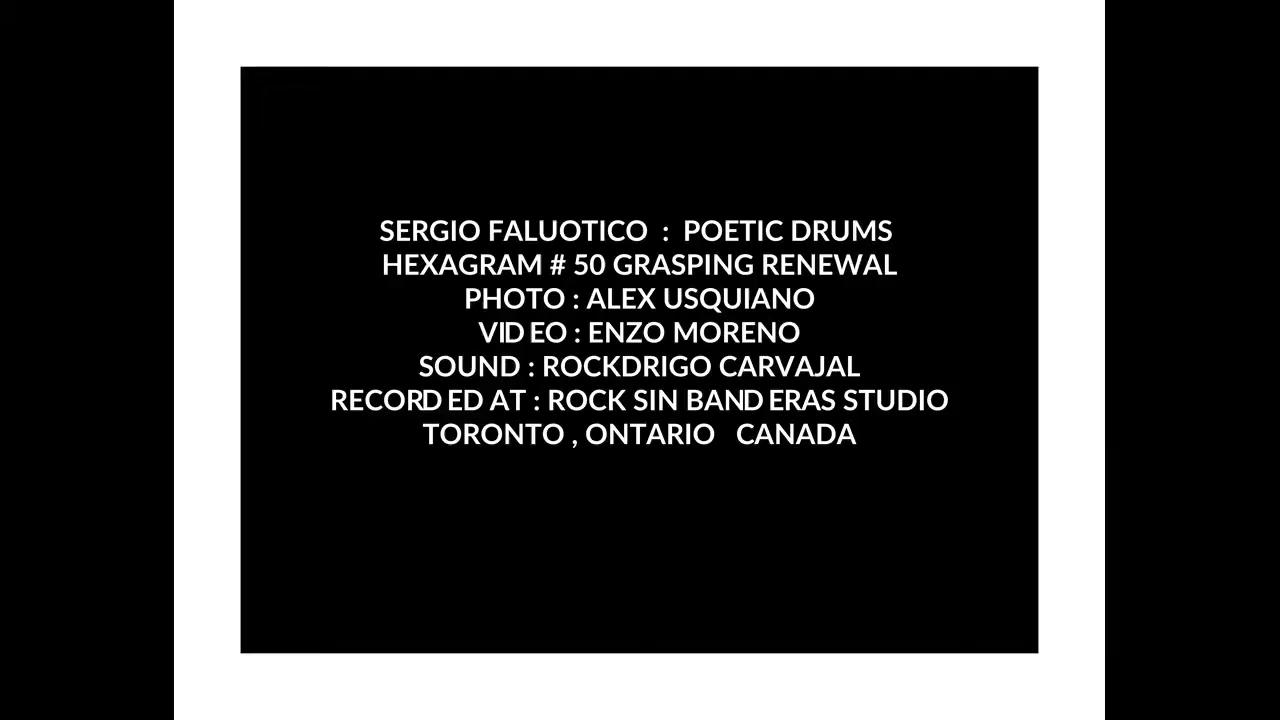 SERGIO FALUOTICO : POETIC DRUMS
HEXAGRAM # 50 GRASPING RENEWAL
PHOTO : ALEX USQUIANO
VIDEO : ENZO MORENO
SOUND : ROCKDRIGO CARVAJAL
RECORDED AT : ROCK SIN BANDERAS STUDIO
TORONTO , ONTARIO CANADA